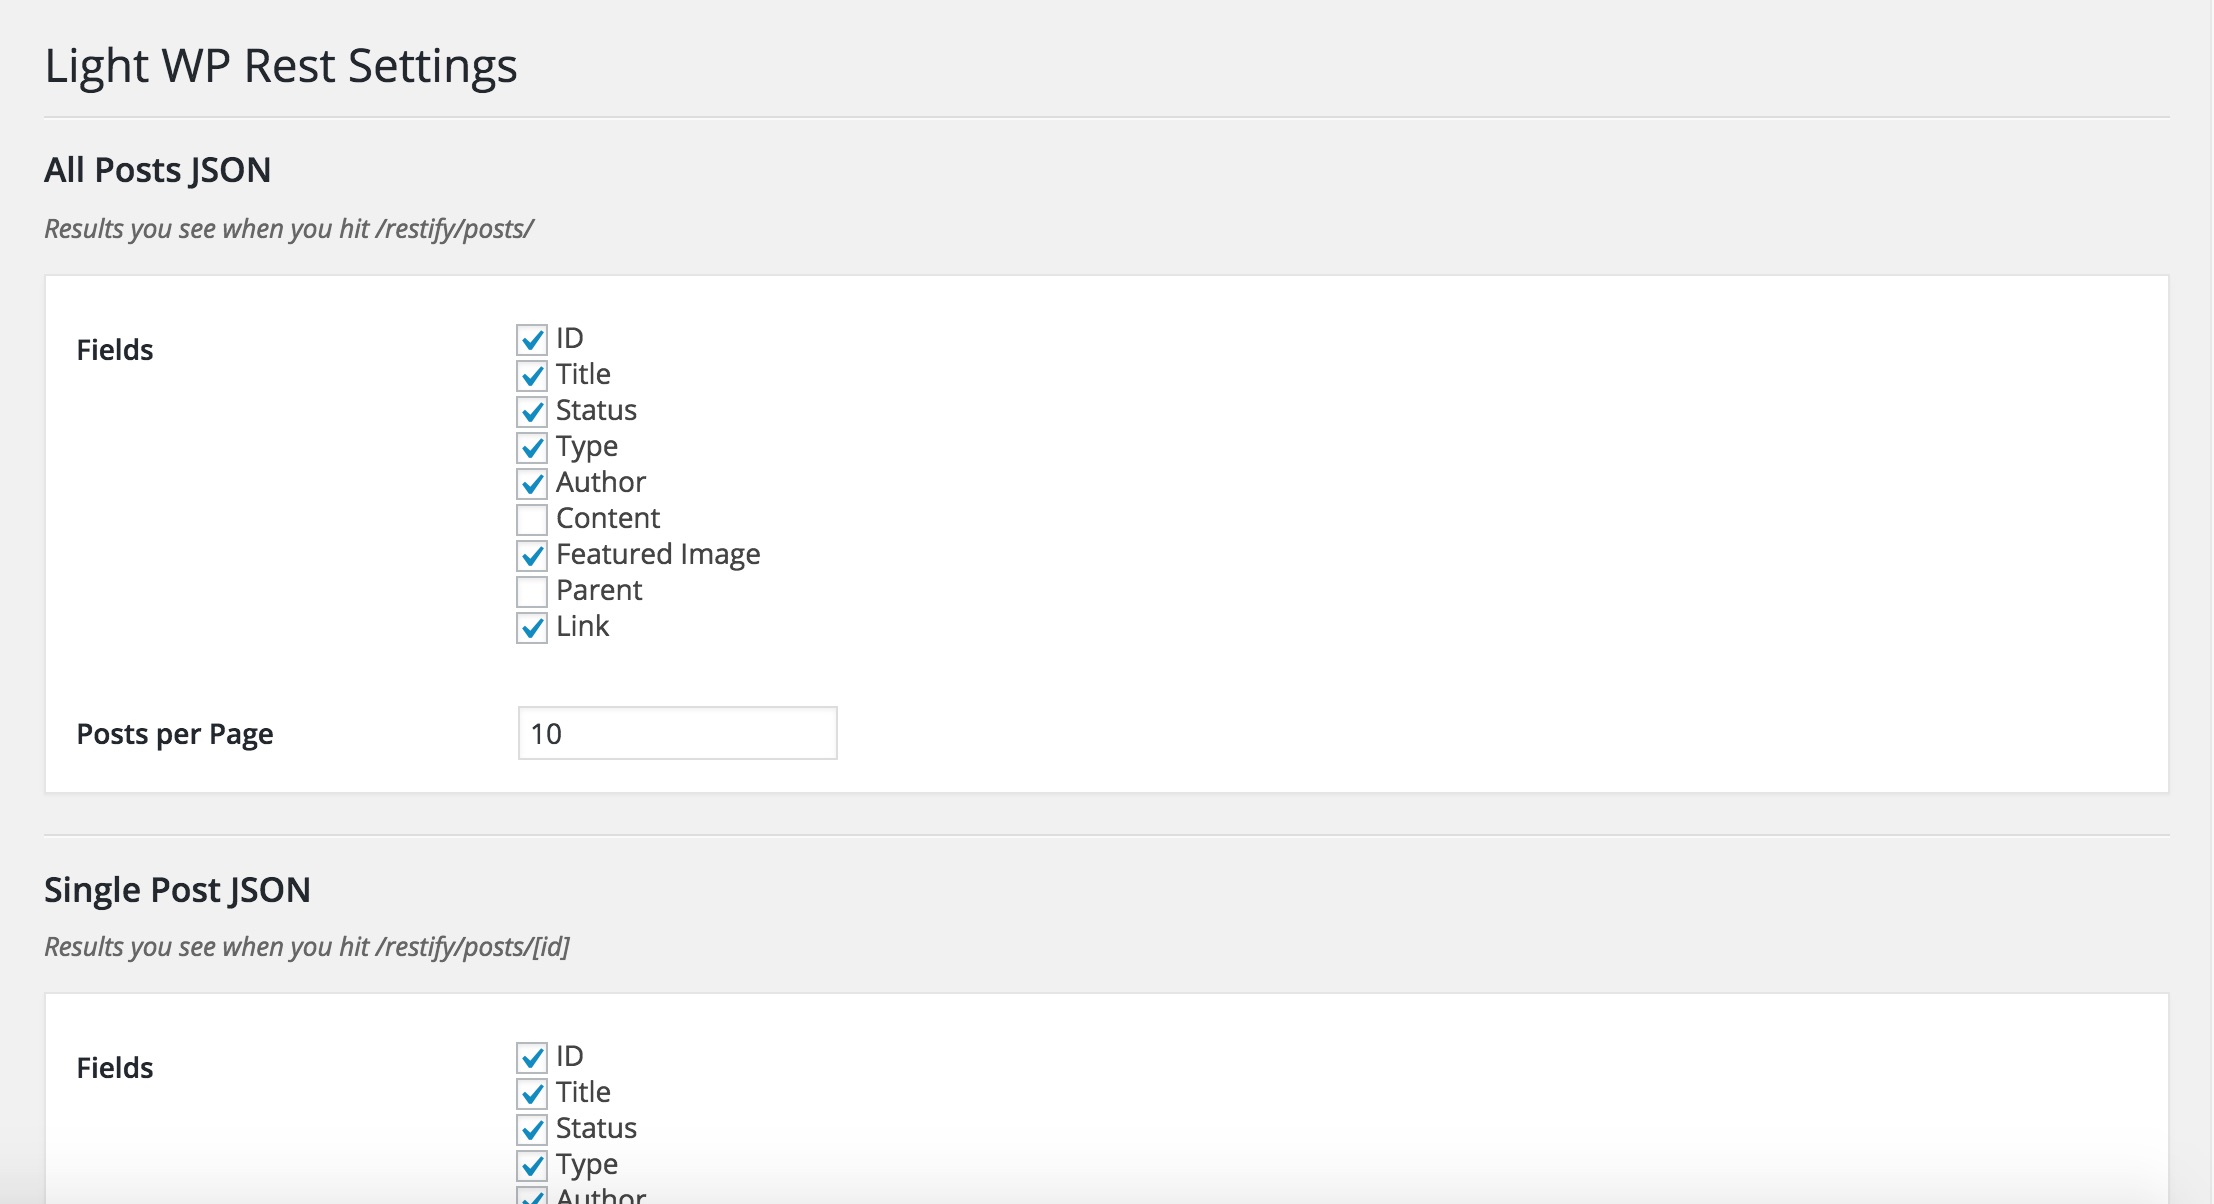 Light WP Rest Settings
All Posts JSON
Results you see when you hit /restify/posts/
Fields
ID
Title
Status
Type
Author
Content
Featured Image
Parent
Link
Posts per Page
10
Single Post JSON
Results you see when you hit /restify/posts/[id]
Fields
ID
Title
Status
Type
Author